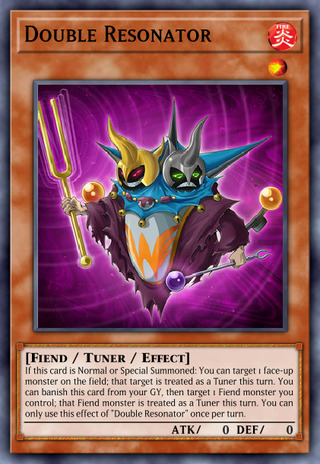 Double Resonator
FIRE
炎
[Fiend / Tuner / Effect]
If this card is Normal or Special Summoned: You can target 1 face-up
monster on the field; that target is treated as a Tuner this turn. You
can banish this card from your GY, then target 1 Fiend monster you
control; that Fiend monster is treated as a Tuner this turn. You can
only use this effect of "Double Resonator" once per turn.
ATK/ 0 DEF/ 0